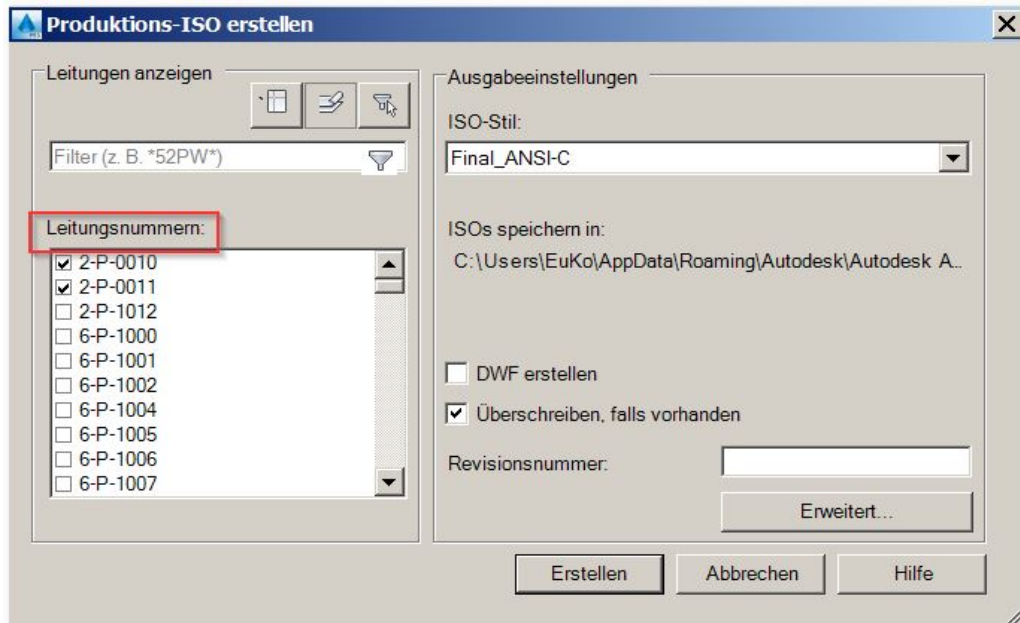 Produktions-ISO erstellen
Leitungen anzeigen
Filter (z. B. *52PW*)
Leitungsnummern:
2-P-0010
2-P-0011
2-P-1012
6-P-1000
6-P-1001
6-P-1002
6-P-1004
6-P-1005
6-P-1006
6-P-1007
Ausgabeeinstellungen
ISO-Stil:
Final_ANSI-C
ISOs speichern in:
C:\Users\EuKo\AppData\Roaming\Autodesk\Autodesk A...
DWF erstellen
Überschreiben, falls vorhanden
Revisionsnummer:
Erweitert...
Erstellen
Abbrechen
Hilfe